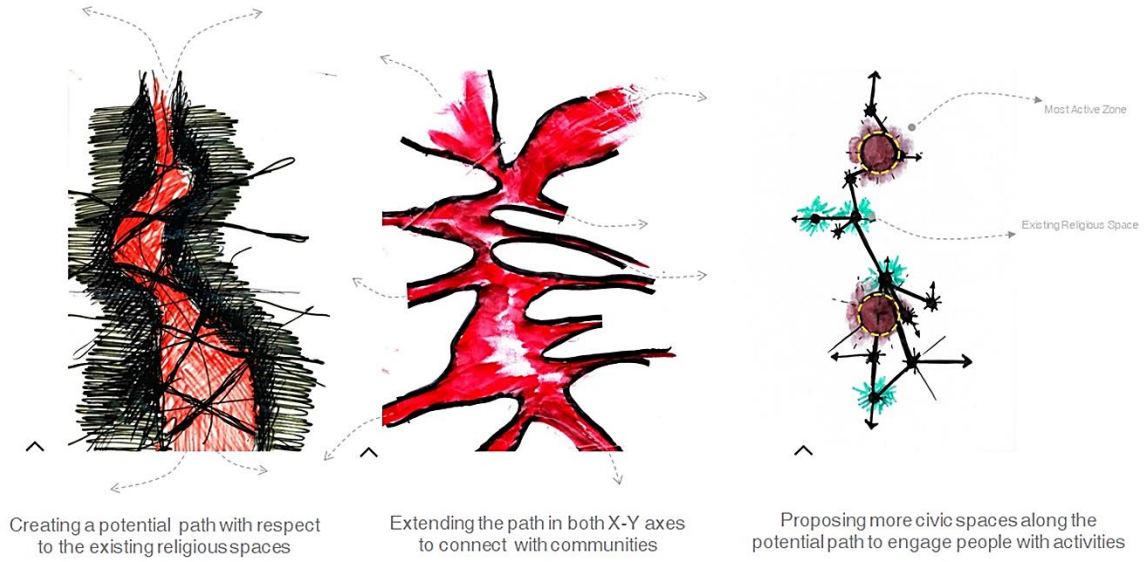 Most Active Zone
Existing Religious Space
Creating a potential path with respect
to the existing religious spaces
Extending the path in both X-Y axes
to connect with communities
Proposing more civic spaces along the
potential path to engage people with activities